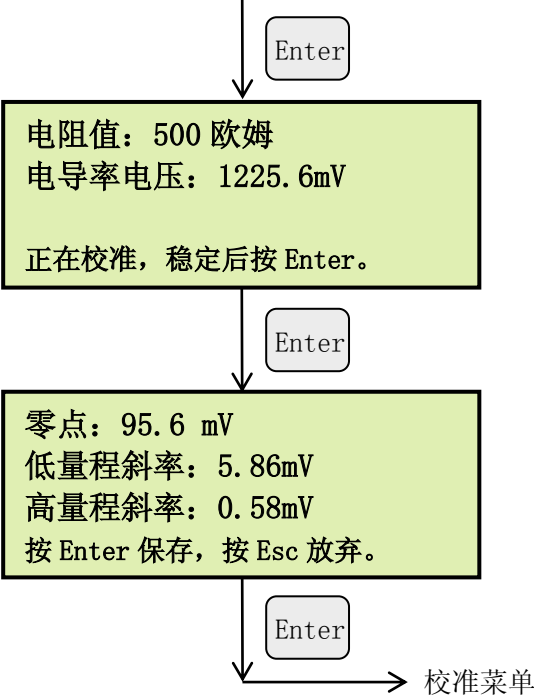 Enter
电阻值：500 欧姆
电导率电压：1225.6mV
正在校准，稳定后按 Enter。
Enter
零点：95.6 mV
低量程斜率：5.86mV
高量程斜率：0.58mV
按 Enter 保存，按 Esc 放弃。
Enter
校准菜单